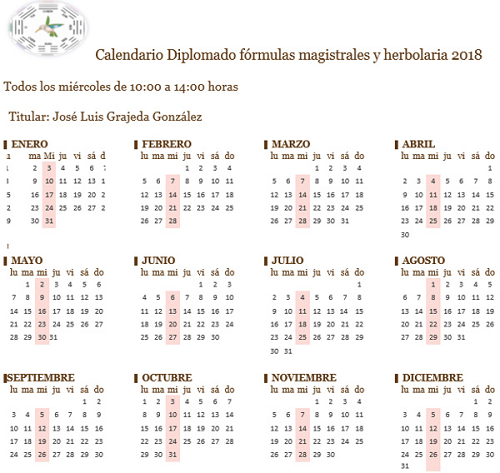 Calendario Diplomado fórmulas magistrales y herbolaria 2018
Todos los miércoles de 10:00 a 14:00 horas
Titular: José Luis Grajeda González
ENERO
ma Mi ju vi sá d
2 3 4 5 6
9 10 11 12 13
16 17 18 19 20
23 24 25 26 27
30 31
FEBRERO
lu ma mi ju vi sá do
1 2 3 4
5 6 7 8 9 10 11
12 13 14 15 16 17 18
19 20 21 22 23 24 25
26 27 28
MARZO
lu ma mi ju vi sá do
1 2 3 4
5 6 7 8 9 10 11
12 13 14 15 16 17 18
19 20 21 22 23 24 25
26 27 28 29 30 31
ABRIL
lu ma mi ju vi sá do
1
2 3 4 5 6 7 8
9 10 11 12 13 14 15
16 17 18 19 20 21 22
23 24 25 26 27 28 29
30
MAYO
lu ma mi ju vi sá do
1 2 3 4 5 6
7 8 9 10 11 12 13
14 15 16 17 18 19 20
21 22 23 24 25 26 27
28 29 30 31
JUNIO
lu ma mi ju vi sá do
1 2 3
4 5 6 7 8 9 10
11 12 13 14 15 16 17
18 19 20 21 22 23 24
25 26 27 28 29 30
JULIO
lu ma mi ju vi sá do
1
2 3 4 5 6 7 8
9 10 11 12 13 14 15
16 17 18 19 20 21 22
23 24 25 26 27 28 29
30 31
AGOSTO
lu ma mi ju vi sá do
1 2 3 4 5
6 7 8 9 10 11 12
13 14 15 16 17 18 19
20 21 22 23 24 25 26
27 28 29 30 31
SEPTIEMBRE
lu ma mi ju vi sá do
1 2
3 4 5 6 7 8 9
10 11 12 13 14 15 16
17 18 19 20 21 22 23
24 25 26 27 28 29 30
OCTUBRE
lu ma mi ju vi sá do
1 2 3 4 5 6 7
8 9 10 11 12 13 14
15 16 17 18 19 20 21
22 23 24 25 26 27 28
29 30 31
NOVIEMBRE
lu ma mi ju vi sá do
1 2 3 4
5 6 7 8 9 10 11
12 13 14 15 16 17 18
19 20 21 22 23 24 25
26 27 28 29 30
DICIEMBRE
lu ma mi ju vi sá do
1 2
3 4 5 6 7 8 9
10 11 12 13 14 15 16
17 18 19 20 21 22 23
24 25 26 27 28 29 30
31